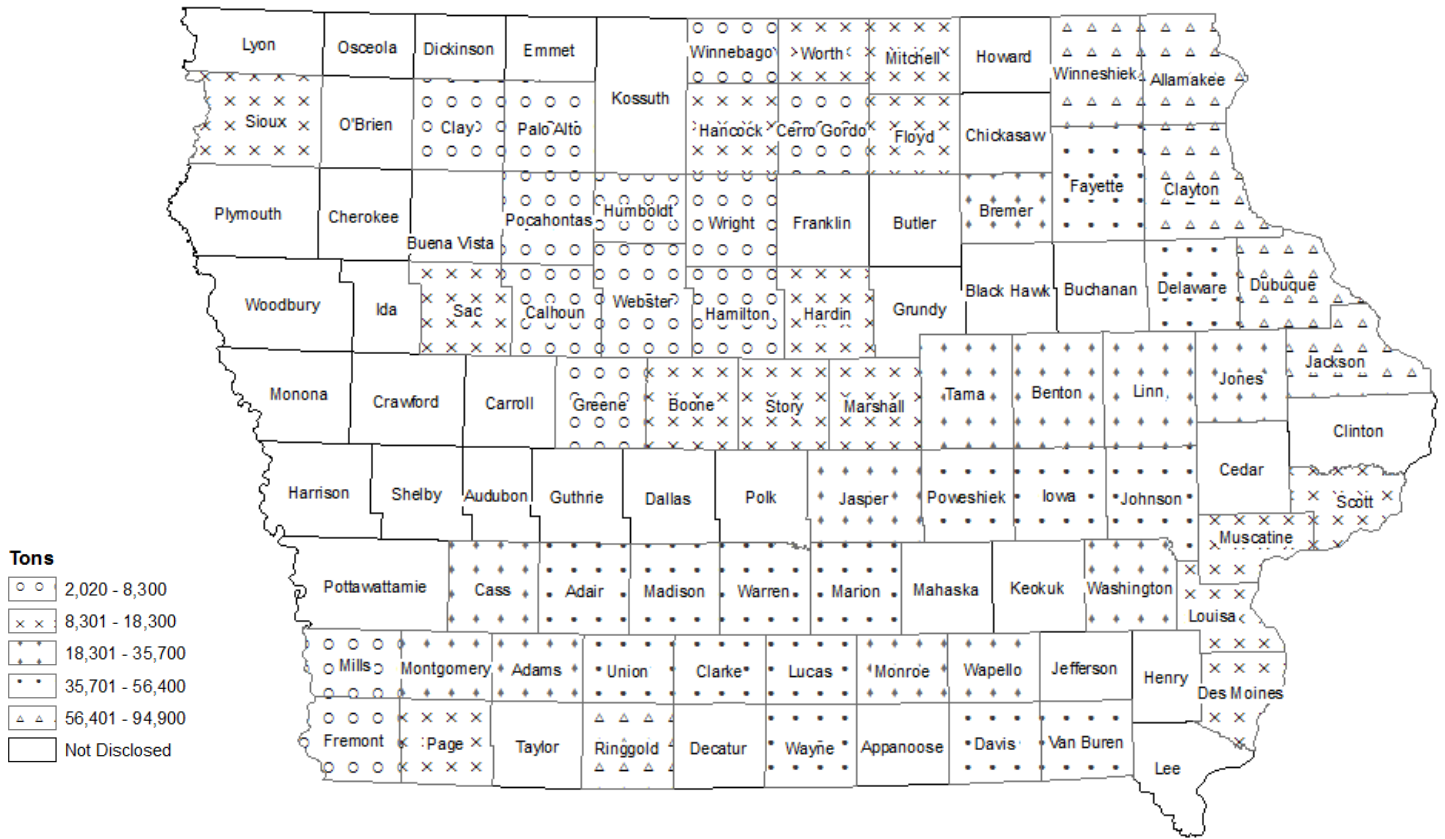 Lyon Osceola Dickinson Emmet Winnebago Worth Mitchell Howard Winneshiek Allamakee
Kossuth
Sioux O'Brien Clay Palo Alto Hancock Cerro Gordo Floyd Chickasaw
Plymouth Cherokee Buena Vista Pocahontas Humboldt Wright Franklin Butler Bremer Fayette Clayton
Woodbury Ida Sac Calhoun Webster Hamilton Hardin Grundy Black Hawk Buchanan Delaware Dubuque
Monona Crawford Carroll Greene Boone Story Marshall Tama Benton Linn Jones Jackson
Clinton
Harrison Shelby Audubon Guthrie Dallas Polk Jasper Poweshiek Iowa Johnson Cedar Scott
Muscatine
Pottawattamie Cass Adair Madison Warren Marion Mahaska Keokuk Washington Louisa
Mills Montgomery Adams Union Clarke Lucas Monroe Wapello Jefferson Henry Des Moines
Fremont Page Taylor Ringgold Decatur Wayne Appanoose Davis Van Buren Lee
Tons
2,020 - 8,300
8,301 - 18,300
18,301 - 35,700
35,701 - 56,400
56,401 - 94,900
Not Disclosed